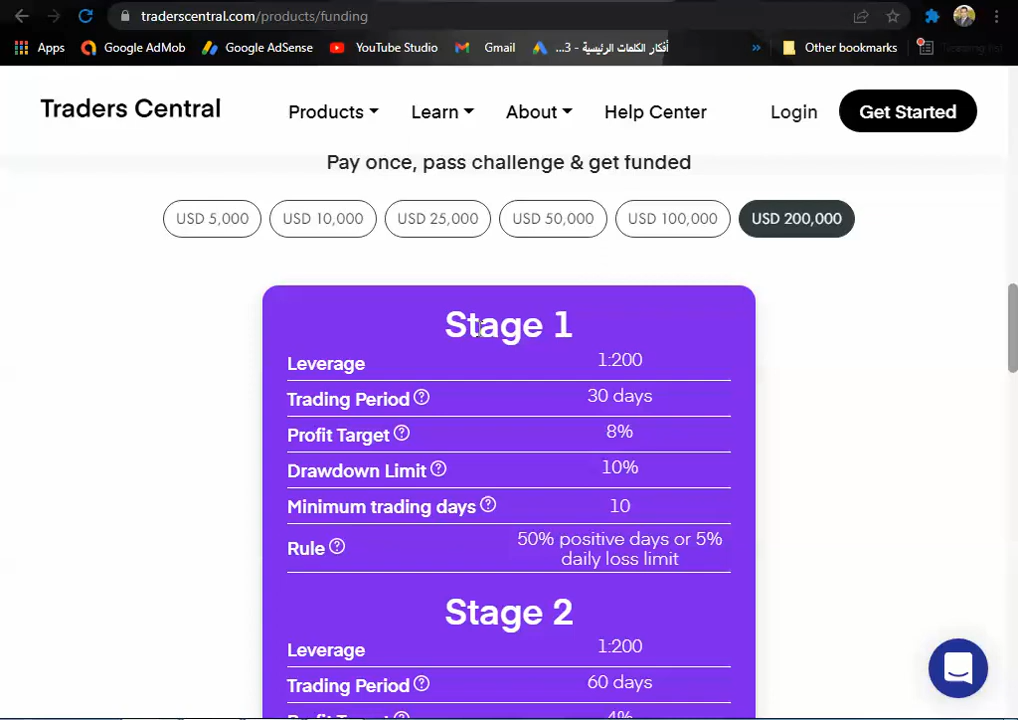 traderscentral.com/products/funding
Apps Google AdMob Google AdSense YouTube Studio Gmail أفكار الكلمات الرئيسية - 3... » Other bookmarks
Traders Central Products Learn About Help Center Login Get Started
Pay once, pass challenge & get funded
USD 5,000 USD 10,000 USD 25,000 USD 50,000 USD 100,000 USD 200,000
Stage 1
Leverage 1:200
Trading Period ? 30 days
Profit Target ? 8%
Drawdown Limit ? 10%
Minimum trading days ? 10
Rule ? 50% positive days or 5%
daily loss limit
Stage 2
Leverage 1:200
Trading Period ? 60 days
Profit Target ? 4%